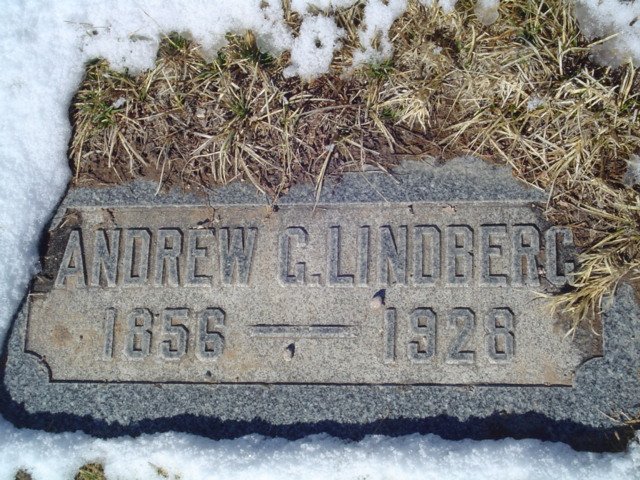 ANDREW C. LINDBERG
1856 — 1928